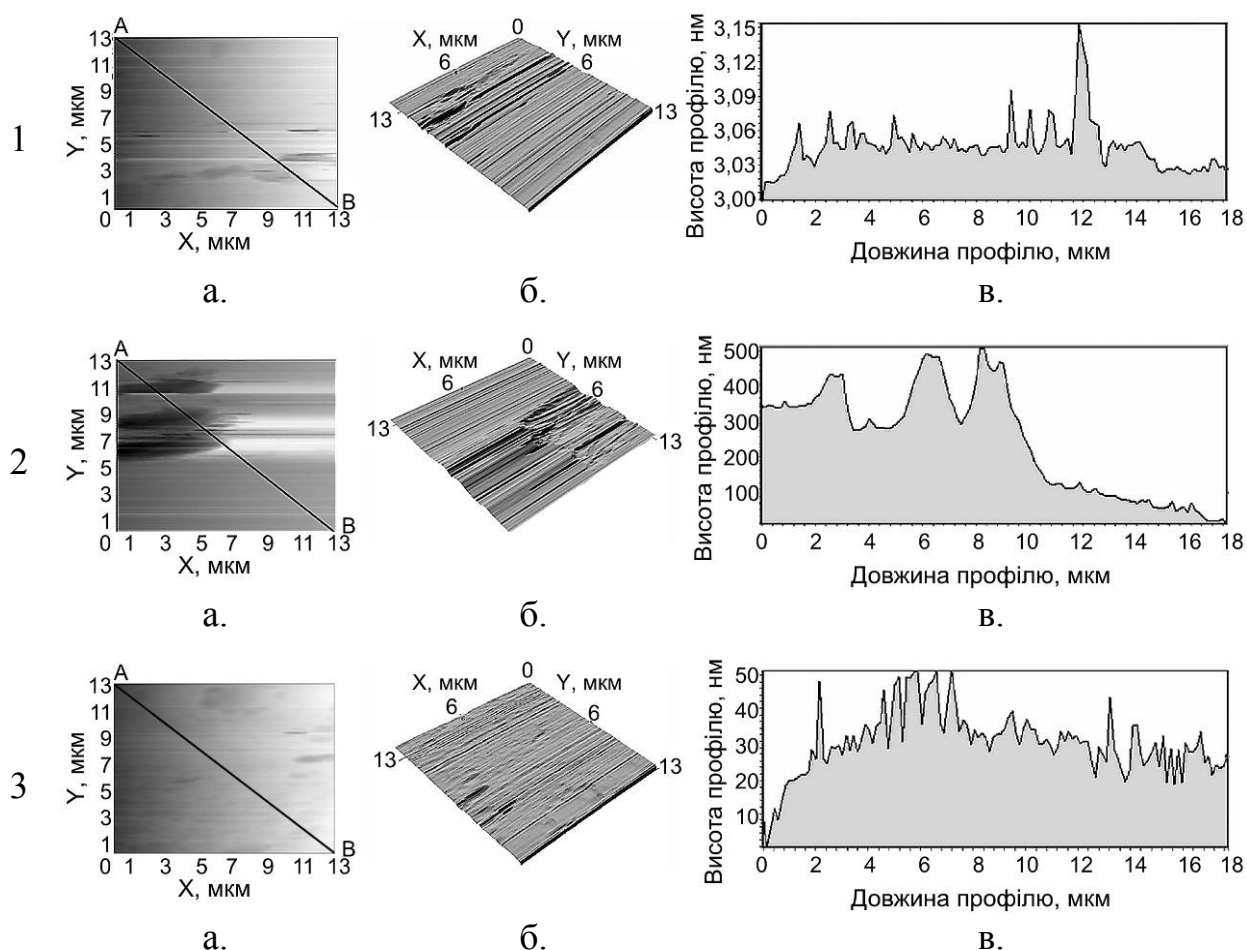 1
A
13
11
9
7
5
3
1
0 1 3 5 7 9 11 13
B
Y, мкм
X, мкм
а.
0
X, мкм
Y, мкм
6
6
13
13
б.
3,15
3,12
3,09
3,06
3,03
3,00
Висота профілю, нм
0 2 4 6 8 10 12 14 16 18
Довжина профілю, мкм
в.
2
A
13
11
9
7
5
3
1
0 1 3 5 7 9 11 13
B
Y, мкм
X, мкм
а.
0
X, мкм
Y, мкм
6
6
13
13
б.
500
400
300
200
100
Висота профілю, нм
0 2 4 6 8 10 12 14 16 18
Довжина профілю, мкм
в.
3
A
13
11
9
7
5
3
1
0 1 3 5 7 9 11 13
B
Y, мкм
X, мкм
а.
0
X, мкм
Y, мкм
6
6
13
13
б.
50
40
30
20
10
Висота профілю, нм
0 2 4 6 8 10 12 14 16 18
Довжина профілю, мкм
в.